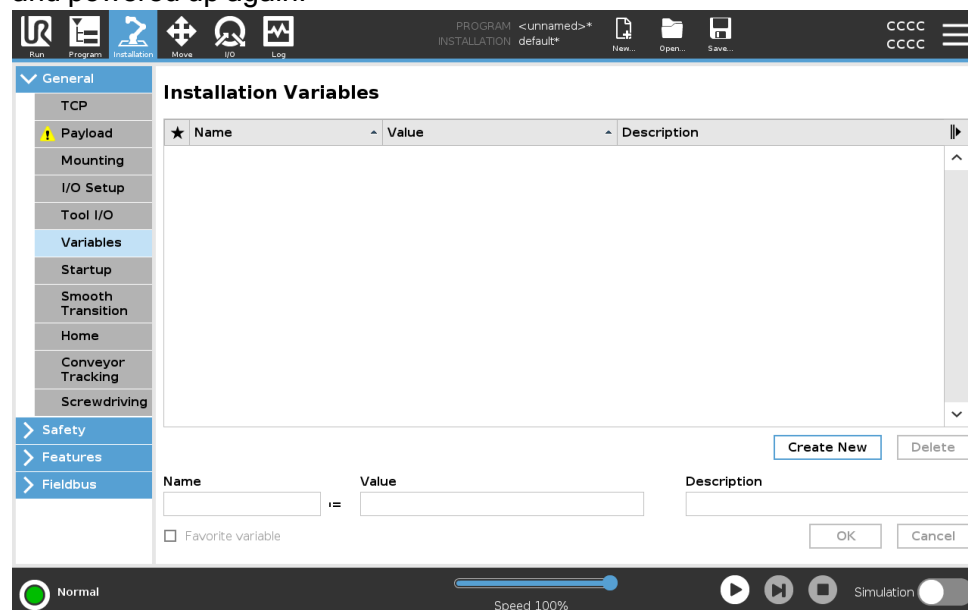 and powered up again.
PROGRAM <unnamed>*
INSTALLATION default*
CCCC
CCCC
Run Program Installation Move I/O Log New... Open... Save...
General
TCP
Payload
Mounting
I/O Setup
Tool I/O
Variables
Startup
Smooth
Transition
Home
Conveyor
Tracking
Screwdriving
Safety
Features
Fieldbus
Installation Variables
Name Value Description
Create New Delete
Name Value Description
:=
Favorite variable
OK Cancel
Normal
Speed 100%
Simulation